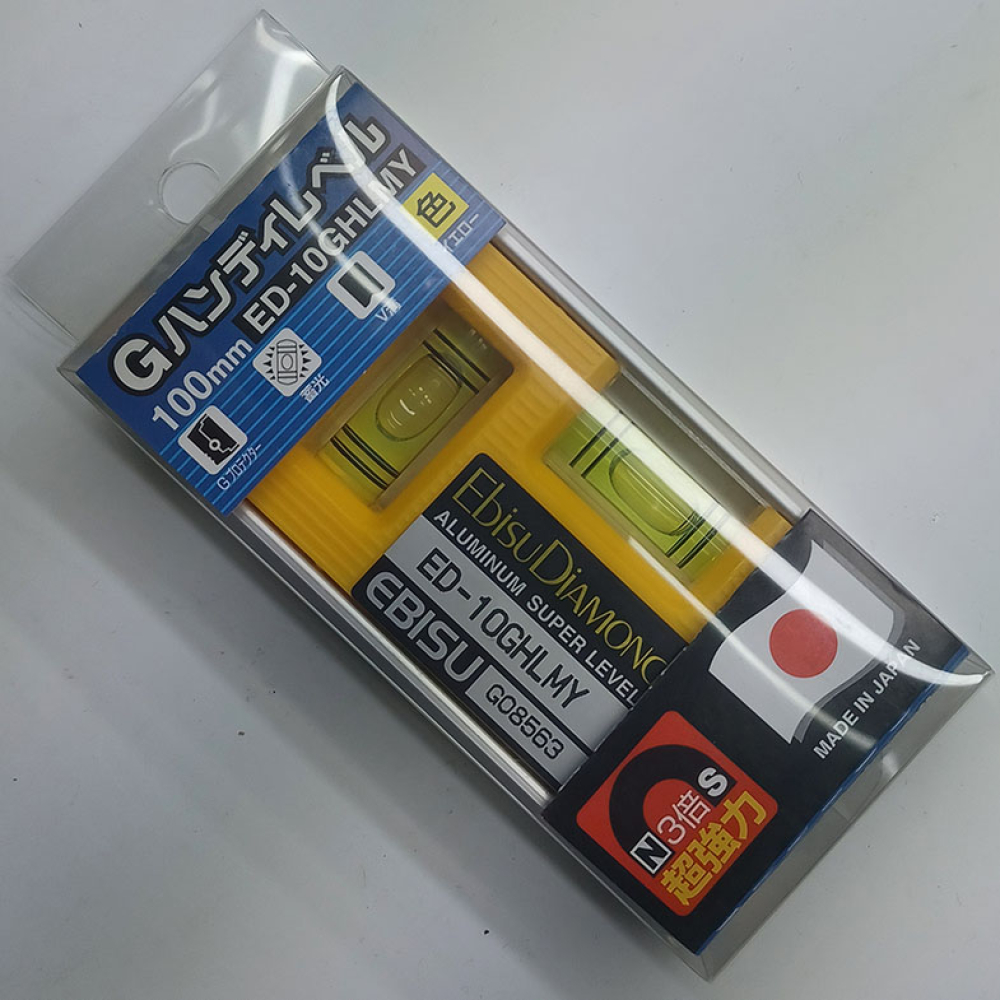 Gハンディレベル
100mm ED-10GHLMY
色
イエロー
Gプロテクター
蓄光
V溝
EBISU DIAMOND
ALUMINUM SUPER LEVEL
ED-10GHLMY
EBISU
G08563
MADE IN JAPAN
N 3倍 S
超強力